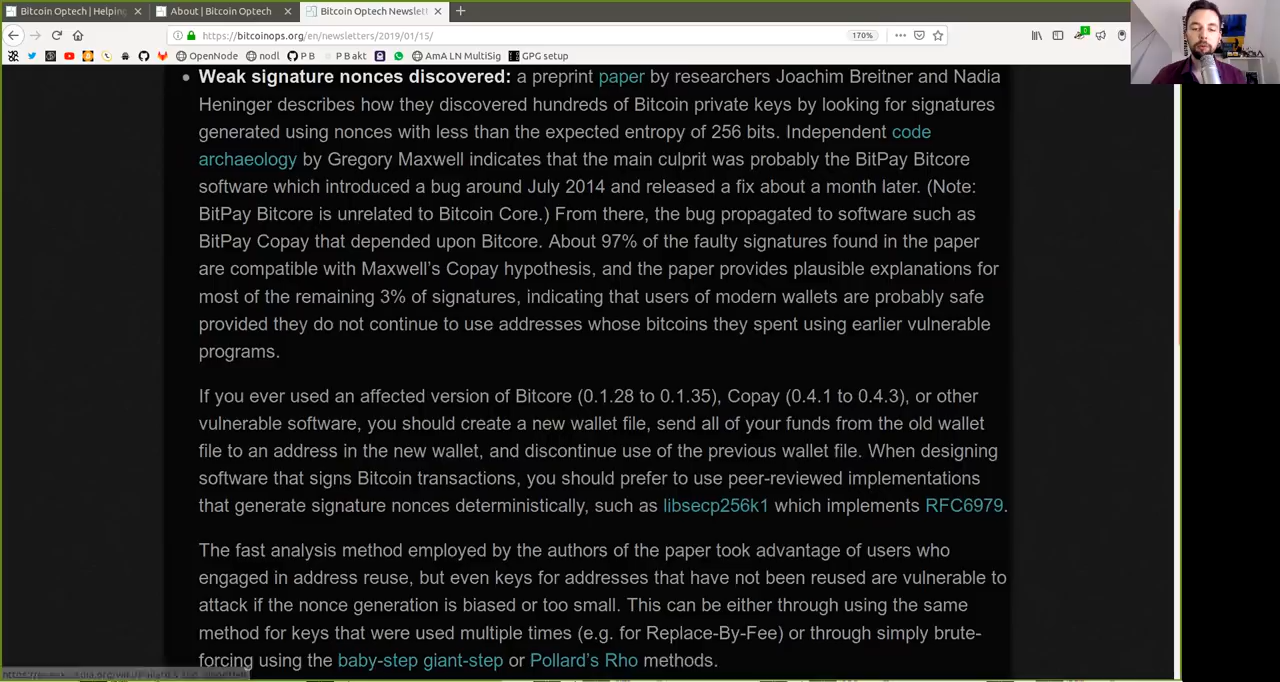 Bitcoin Optech | Helping
About | Bitcoin Optech
Bitcoin Optech Newslett
https://bitcoinops.org/en/newsletters/2019/01/15/
170%
OpenNode
nodl
P B
P B akt
AmA LN MultiSig
GPG setup
Weak signature nonces discovered: a preprint paper by researchers Joachim Breitner and Nadia
Heninger describes how they discovered hundreds of Bitcoin private keys by looking for signatures
generated using nonces with less than the expected entropy of 256 bits. Independent code
archaeology by Gregory Maxwell indicates that the main culprit was probably the BitPay Bitcore
software which introduced a bug around July 2014 and released a fix about a month later. (Note:
BitPay Bitcore is unrelated to Bitcoin Core.) From there, the bug propagated to software such as
BitPay Copay that depended upon Bitcore. About 97% of the faulty signatures found in the paper
are compatible with Maxwell's Copay hypothesis, and the paper provides plausible explanations for
most of the remaining 3% of signatures, indicating that users of modern wallets are probably safe
provided they do not continue to use addresses whose bitcoins they spent using earlier vulnerable
programs.
If you ever used an affected version of Bitcore (0.1.28 to 0.1.35), Copay (0.4.1 to 0.4.3), or other
vulnerable software, you should create a new wallet file, send all of your funds from the old wallet
file to an address in the new wallet, and discontinue use of the previous wallet file. When designing
software that signs Bitcoin transactions, you should prefer to use peer-reviewed implementations
that generate signature nonces deterministically, such as libsecp256k1 which implements RFC6979.
The fast analysis method employed by the authors of the paper took advantage of users who
engaged in address reuse, but even keys for addresses that have not been reused are vulnerable to
attack if the nonce generation is biased or too small. This can be either through using the same
method for keys that were used multiple times (e.g. for Replace-By-Fee) or through simply brute-
forcing using the baby-step giant-step or Pollard's Rho methods.